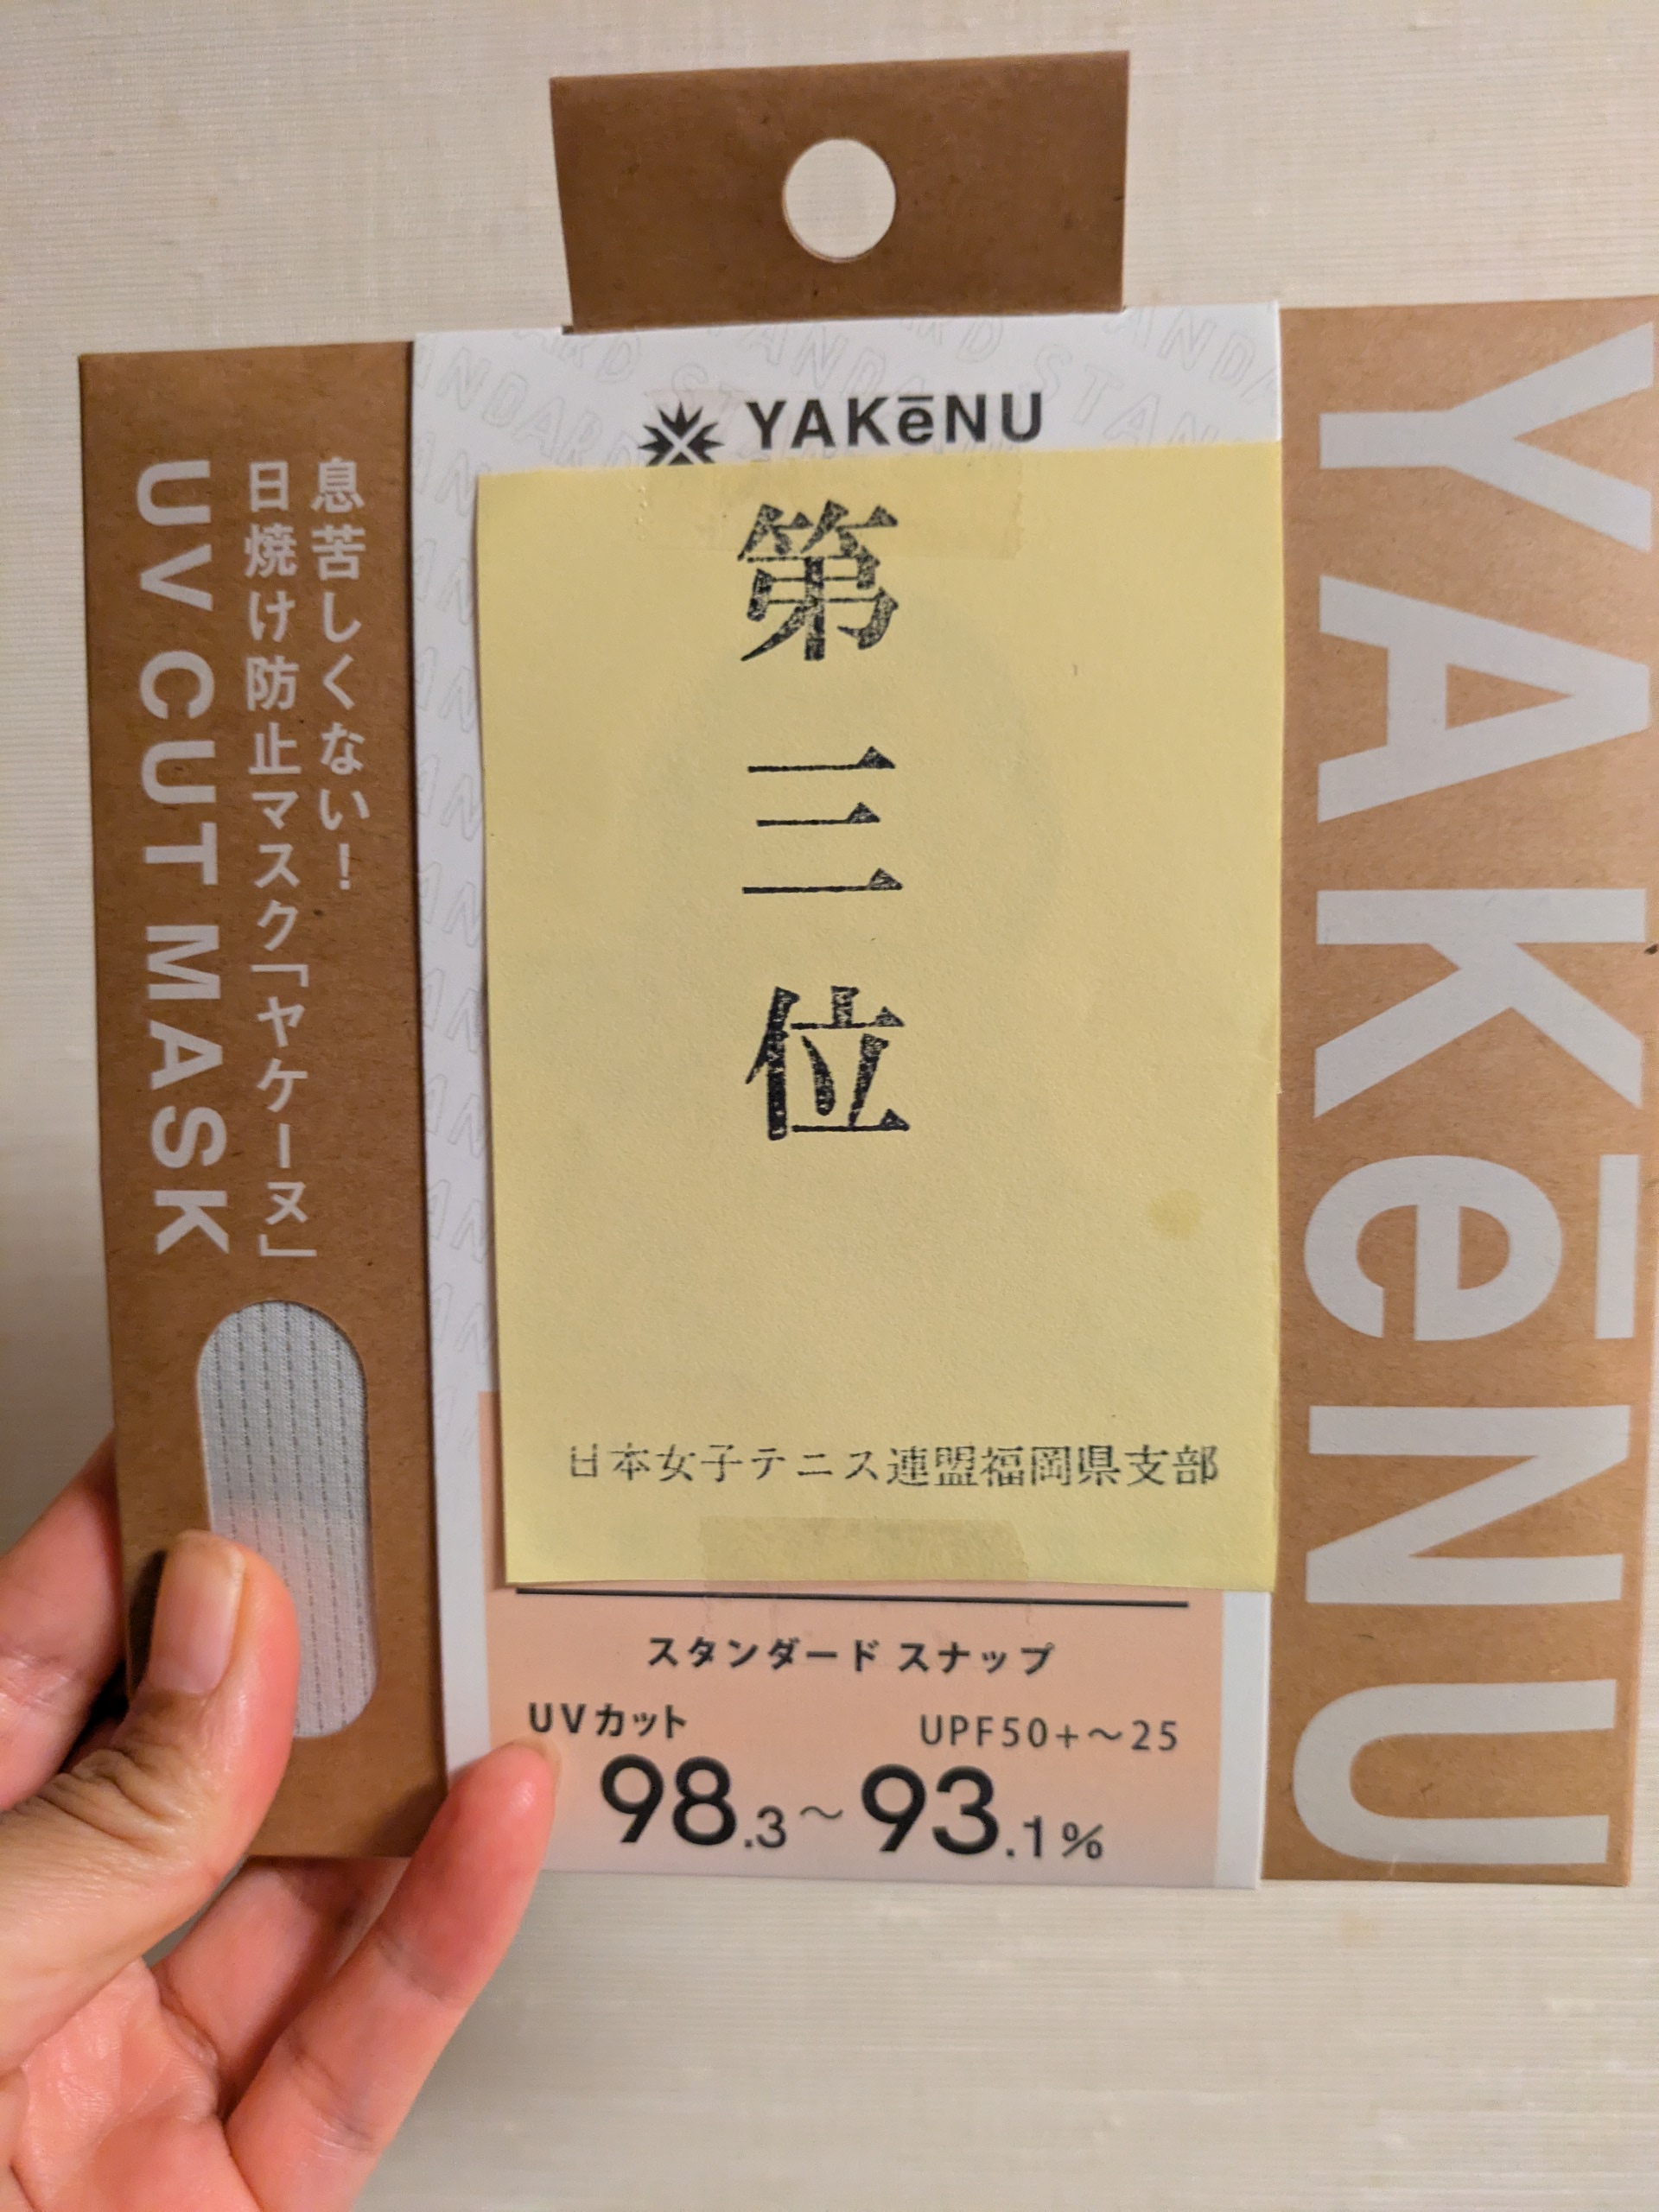 YAKēNU
第三位
日本女子テニス連盟福岡県支部
スタンダード スナップ
UVカット
UPF50+～25
98.3～93.1%
息苦しくない！
日焼け防止マスク「ヤケーヌ」
UV CUT MASK
YAKēNU